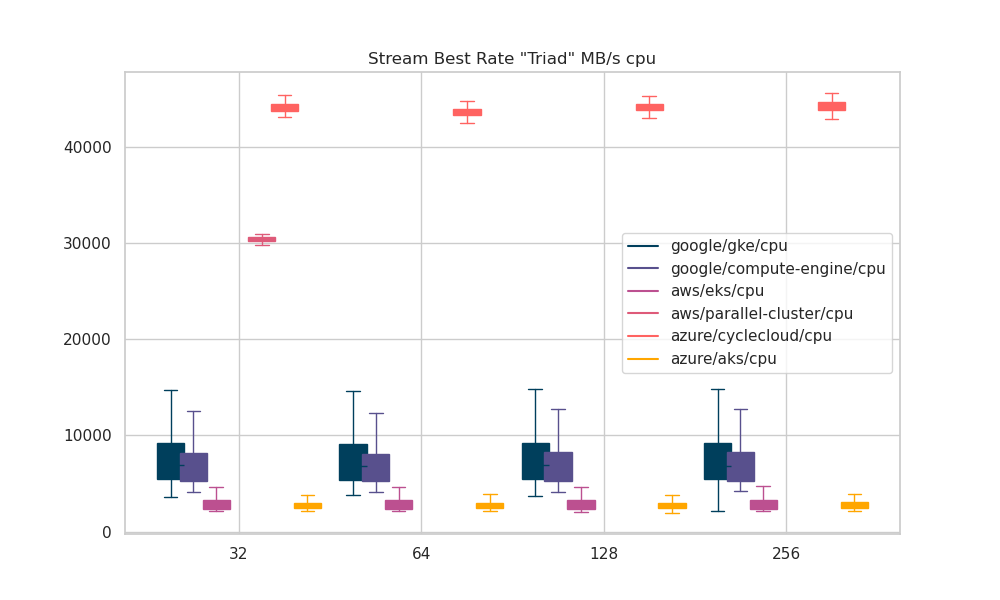 Stream Best Rate "Triad" MB/s cpu
40000
30000
20000
10000
0
google/gke/cpu
google/compute-engine/cpu
aws/eks/cpu
aws/parallel-cluster/cpu
azure/cyclecloud/cpu
azure/aks/cpu
32 64 128 256